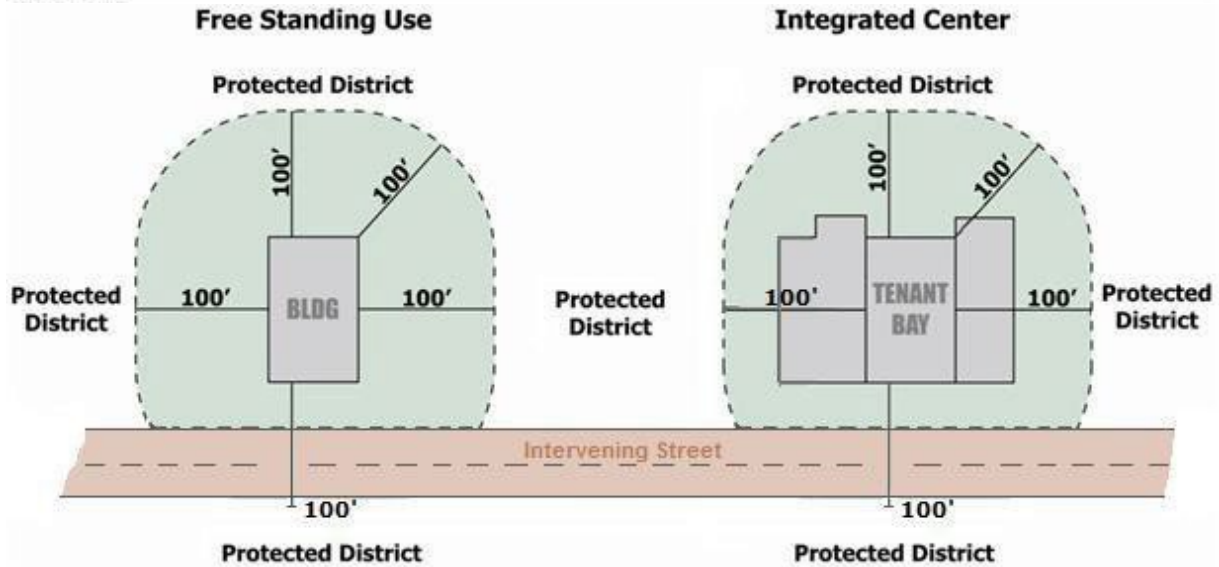 Free Standing Use
Integrated Center
Protected District
Protected District
100′
100′
100′
100′
Protected
District
100′
BLDG
100′
Protected
District
100'
TENANT
BAY
100′
Protected
District
Intervening Street
100'
100'
Protected District
Protected District